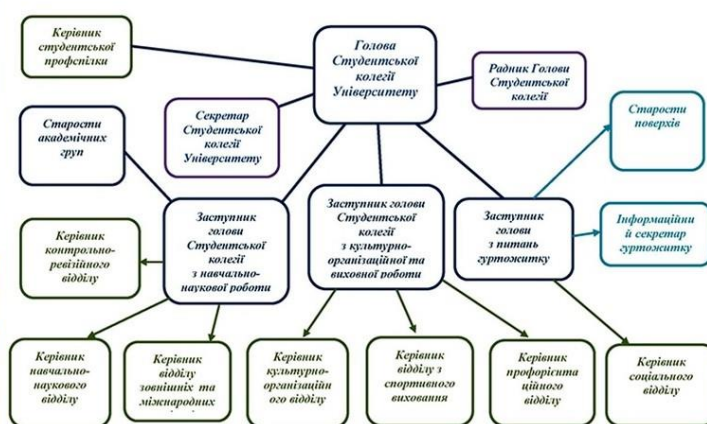 Керівник
студентської
профспілки
Голова
Студентської
колегії
Університету
Радник Голови
Студентської
колегії
Секретар
Студентської
колегії
Університету
Старости
академічних
груп
Старости
поверхів
Заступник
голови
Студентської
колегії
з навчально-
наукової роботи
Заступник голови
Студентської
колегії
з культурно-
організаційної та
виховної роботи
Заступник
голови
з питань
гуртожитку
Інформаційни
й секретар
гуртожитку
Керівник
контрольно-
ревізійного
відділу
Керівник
навчально-
наукового
відділу
Керівник
відділу
зовнішніх та
міжнародних
Керівник
культурно-
організаційн
ого відділу
Керівник
відділу з
спортивного
виховання
Керівник
профорієнта
ційного
відділу
Керівник
соціального
відділу